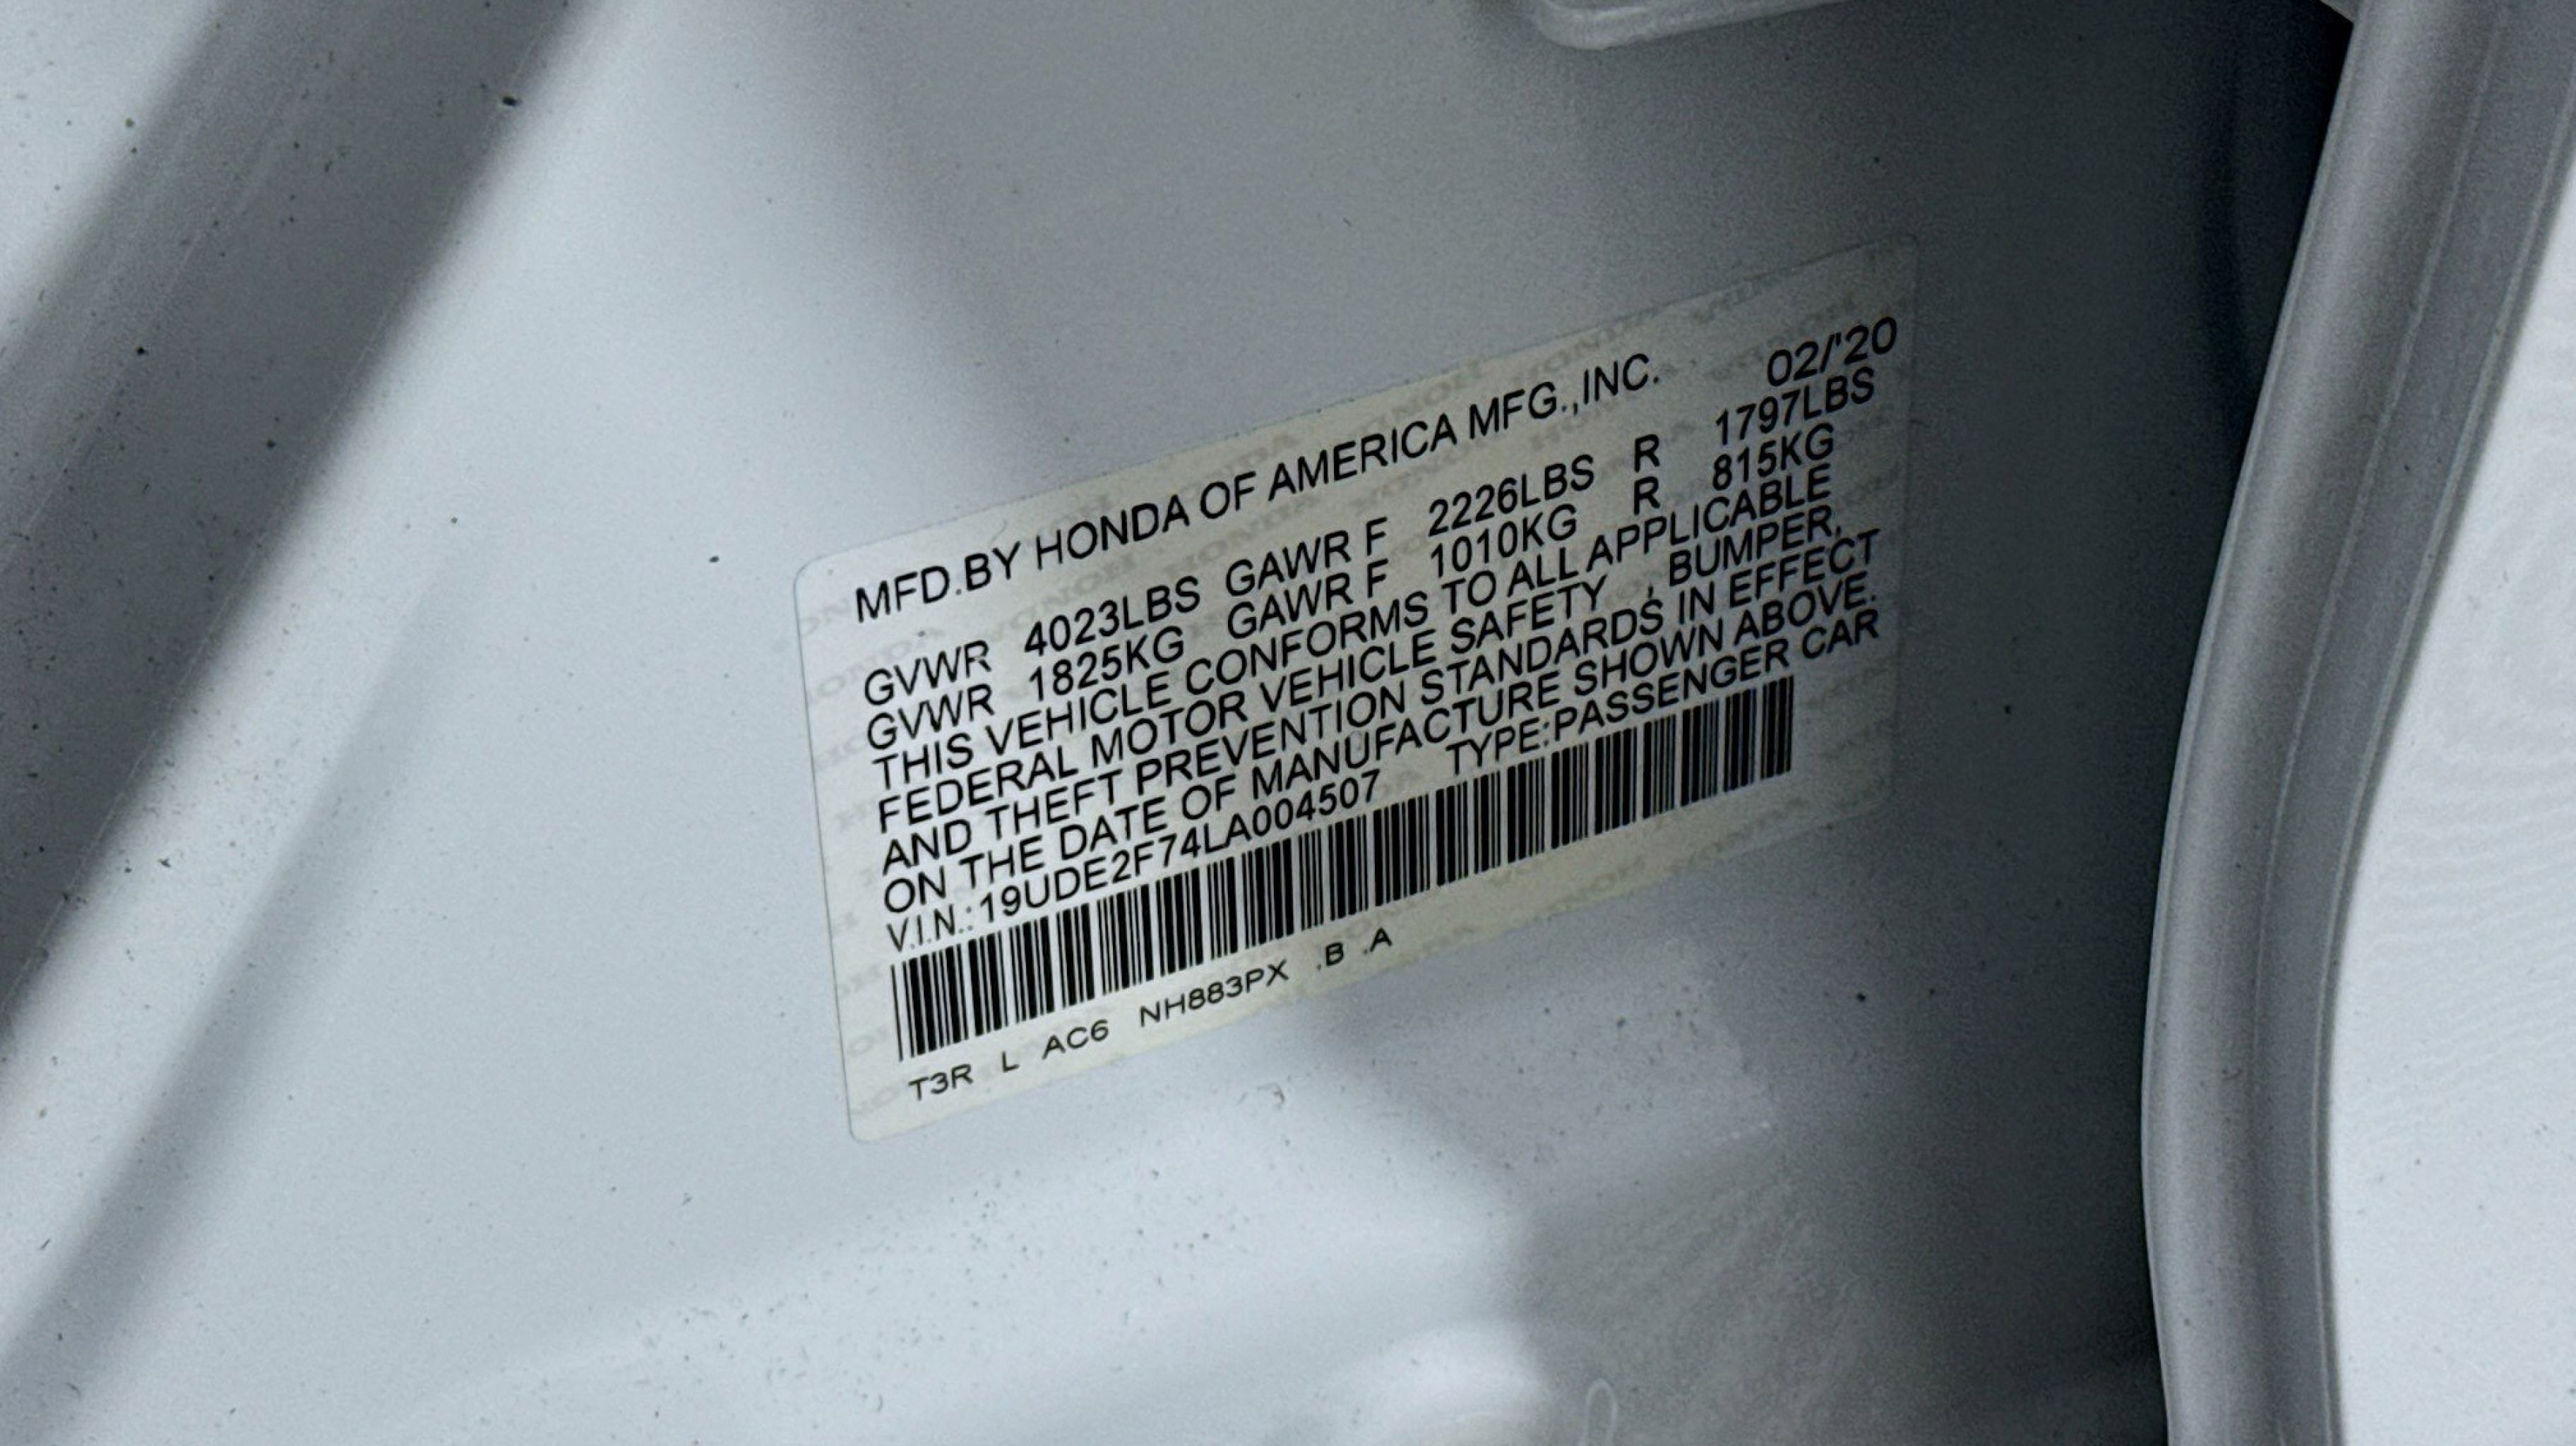 MFD.BY HONDA OF AMERICA MFG.,INC. 02/'20
GVWR 4023LBS GAWR F 2226LBS R 1797LBS
GVWR 1825KG GAWR F 1010KG R 815KG
THIS VEHICLE CONFORMS TO ALL APPLICABLE
FEDERAL MOTOR VEHICLE SAFETY , BUMPER,
AND THEFT PREVENTION STANDARDS IN EFFECT
ON THE DATE OF MANUFACTURE SHOWN ABOVE.
V.I.N.: 19UDE2F74LA004507 TYPE:PASSENGER CAR
T3R L AC6 NH883PX .B .A